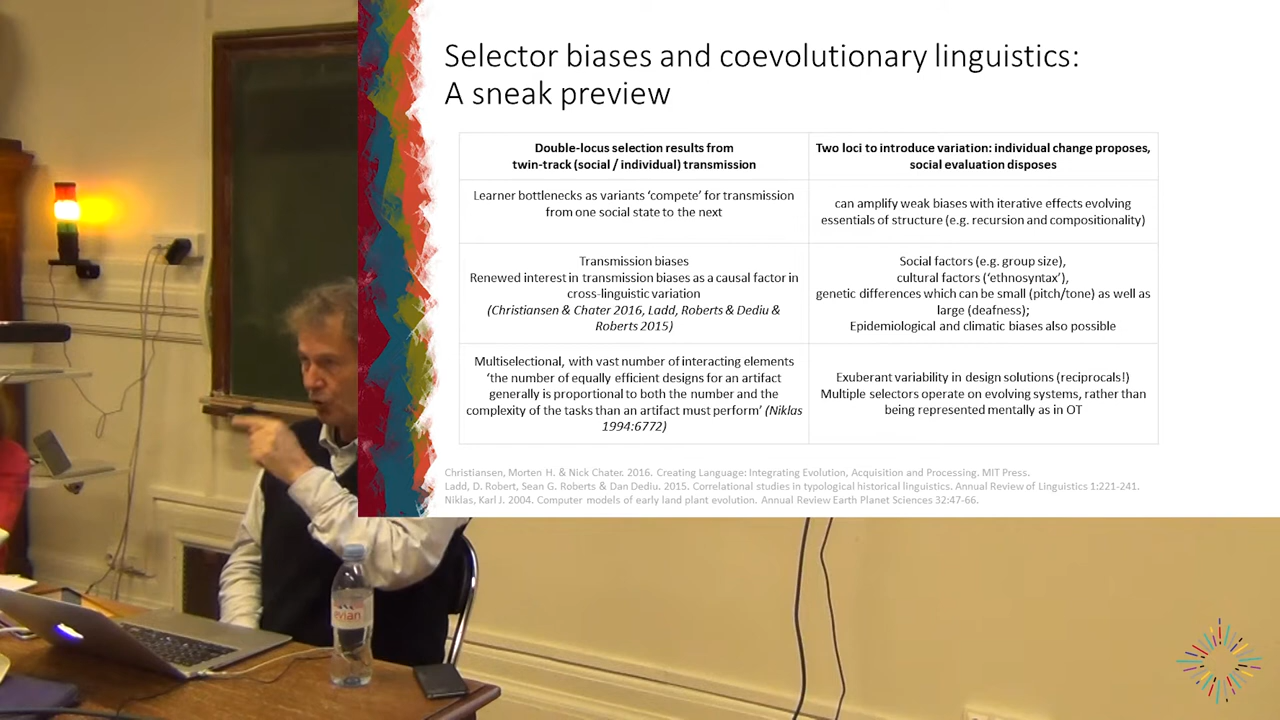 Selector biases and coevolutionary linguistics:
A sneak preview
Double-locus selection results from
twin-track (social / individual) transmission
Two loci to introduce variation: individual change proposes,
social evaluation disposes
Learner bottlenecks as variants ‘compete’ for transmission
from one social state to the next
can amplify weak biases with iterative effects evolving
essentials of structure (e.g. recursion and compositionality)
Transmission biases
Renewed interest in transmission biases as a causal factor in
cross-linguistic variation
(Christiansen & Chater 2016, Ladd, Roberts & Dediu &
Roberts 2015)
Social factors (e.g. group size),
cultural factors (‘ethnosyntax’),
genetic differences which can be small (pitch/tone) as well as
large (deafness);
Epidemiological and climatic biases also possible
Multiselectional, with vast number of interacting elements
‘the number of equally efficient designs for an artifact
generally is proportional to both the number and the
complexity of the tasks than an artifact must perform’ (Niklas
1994:6772)
Exuberant variability in design solutions (reciprocals!)
Multiple selectors operate on evolving systems, rather than
being represented mentally as in OT
Christiansen, Morten H. & Nick Chater. 2016. Creating Language: Integrating Evolution, Acquisition and Processing. MIT Press.
Ladd, D. Robert, Sean G. Roberts & Dan Dediu. 2015. Correlational studies in typological historical linguistics. Annual Review of Linguistics 1:221-241.
Niklas, Karl J. 2004. Computer models of early land plant evolution. Annual Review Earth Planet Sciences 32:47-66.
evian